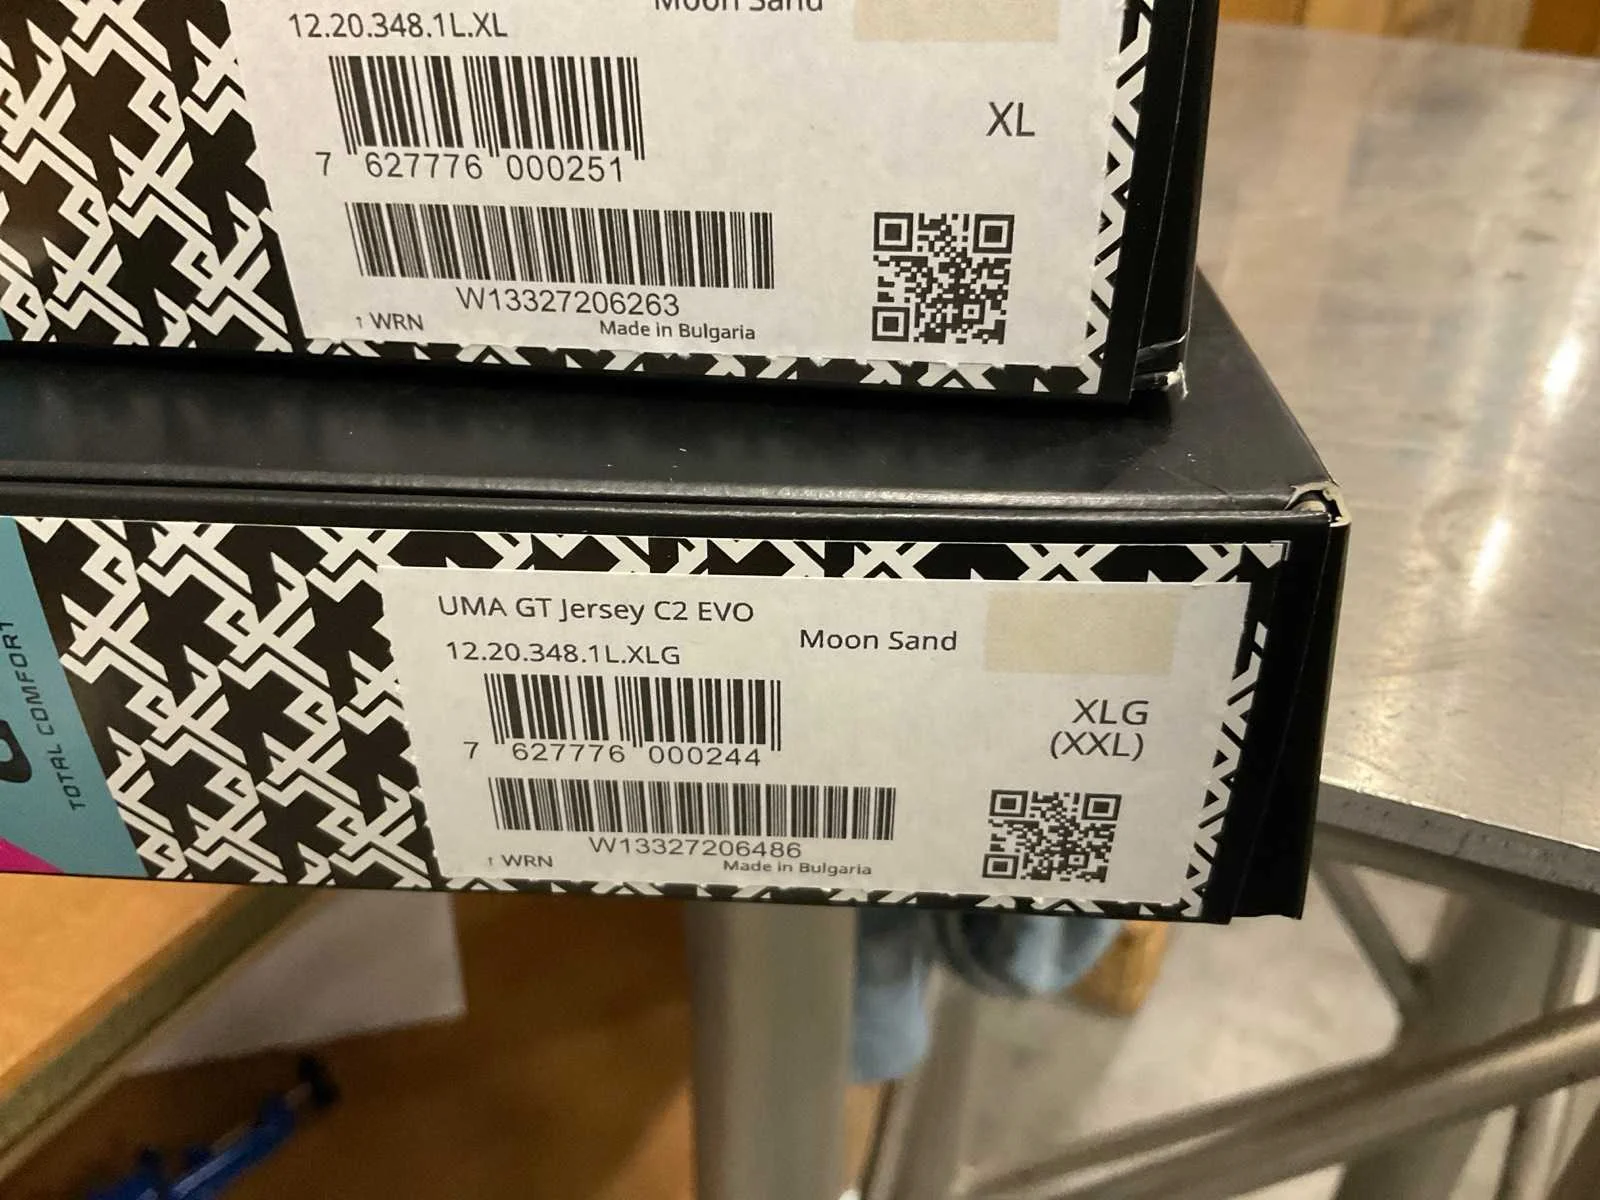 Moon Sand
12.20.348.1L.XL
XL
7 627776 000251
W13327206263
↑ WRN
Made in Bulgaria
UMA GT Jersey C2 EVO
Moon Sand
12.20.348.1L.XLG
XLG
(XXL)
7 627776 000244
W13327206486
↑ WRN
Made in Bulgaria
TOTAL COMFORT